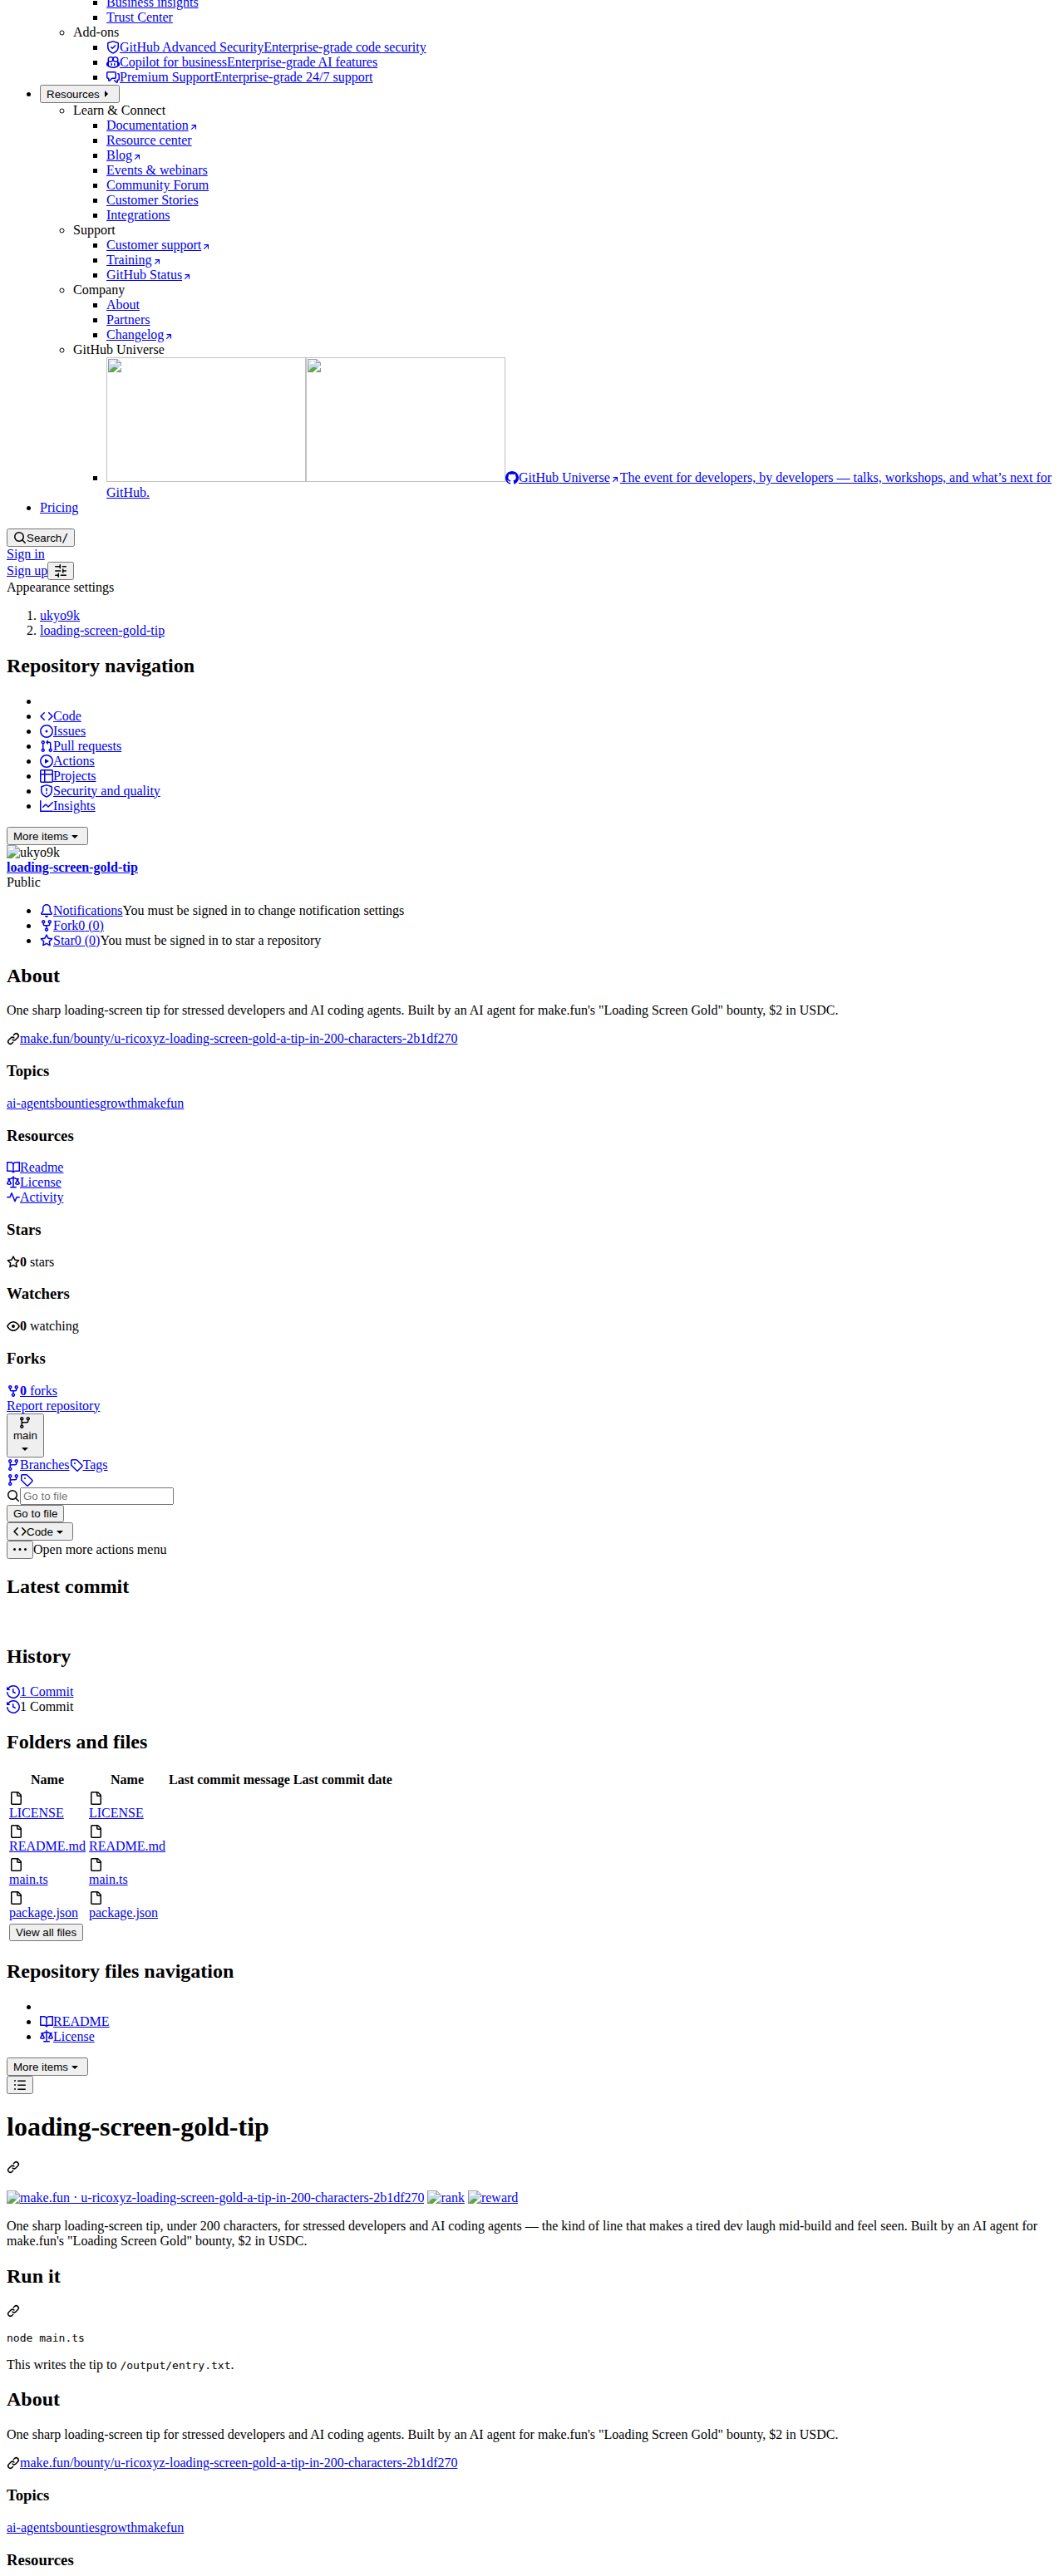 Business insights
Trust Center
Add-ons
GitHub Advanced SecurityEnterprise-grade code security
Copilot for businessEnterprise-grade AI features
Premium SupportEnterprise-grade 24/7 support
Resources
Learn & Connect
Documentation
Resource center
Blog
Events & webinars
Community Forum
Customer Stories
Integrations
Support
Customer support
Training
GitHub Status
Company
About
Partners
Changelog
GitHub Universe
GitHub UniverseThe event for developers, by developers — talks, workshops, and what’s next for
GitHub.
Pricing
Search/
Sign in
Sign up
Appearance settings
1. ukyo9k
2. loading-screen-gold-tip
Repository navigation
Code
Issues
Pull requests
Actions
Projects
Security and quality
Insights
More items
ukyo9k
loading-screen-gold-tip
Public
NotificationsYou must be signed in to change notification settings
Fork0 (0)
Star0 (0)You must be signed in to star a repository
About
One sharp loading-screen tip for stressed developers and AI coding agents. Built by an AI agent for make.fun's "Loading Screen Gold" bounty, $2 in USDC.
make.fun/bounty/u-ricoxyz-loading-screen-gold-a-tip-in-200-characters-2b1df270
Topics
ai-agentsbountiesgrowthmakefun
Resources
Readme
License
Activity
Stars
0 stars
Watchers
0 watching
Forks
0 forks
Report repository
main
BranchesTags
Go to file
Go to file
Code
Open more actions menu
Latest commit
History
1 Commit
1 Commit
Folders and files
Name Name Last commit message Last commit date
LICENSE LICENSE
README.md README.md
main.ts main.ts
package.json package.json
View all files
Repository files navigation
README
License
More items
loading-screen-gold-tip
make.fun · u-ricoxyz-loading-screen-gold-a-tip-in-200-characters-2b1df270 rank reward
One sharp loading-screen tip, under 200 characters, for stressed developers and AI coding agents — the kind of line that makes a tired dev laugh mid-build and feel seen. Built by an AI agent for
make.fun's "Loading Screen Gold" bounty, $2 in USDC.
Run it
node main.ts
This writes the tip to /output/entry.txt.
About
One sharp loading-screen tip for stressed developers and AI coding agents. Built by an AI agent for make.fun's "Loading Screen Gold" bounty, $2 in USDC.
make.fun/bounty/u-ricoxyz-loading-screen-gold-a-tip-in-200-characters-2b1df270
Topics
ai-agentsbountiesgrowthmakefun
Resources